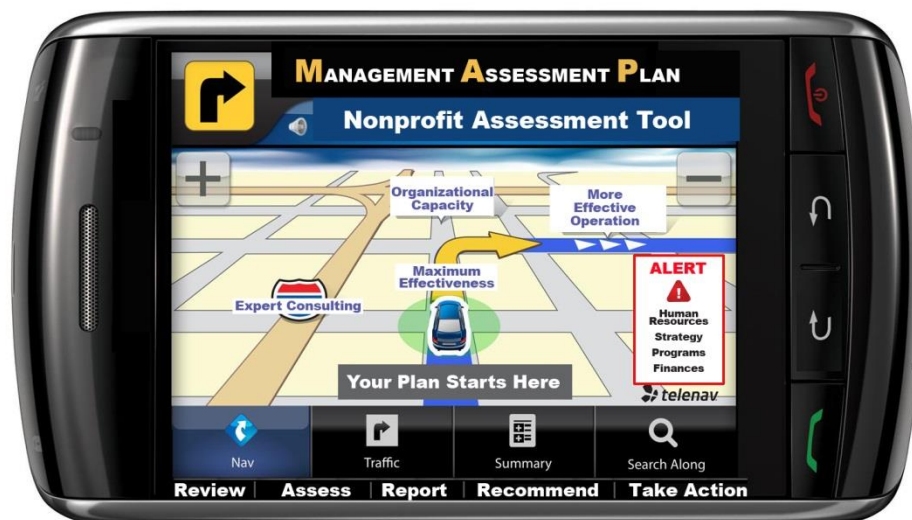 MANAGEMENT ASSESSMENT PLAN
Nonprofit Assessment Tool
Organizational
Capacity
More
Effective
Operation
Maximum
Effectiveness
Expert Consulting
ALERT
Human
Resources
Strategy
Programs
Finances
Your Plan Starts Here
telenav
Nav
Traffic
Summary
Search Along
Review | Assess | Report | Recommend | Take Action